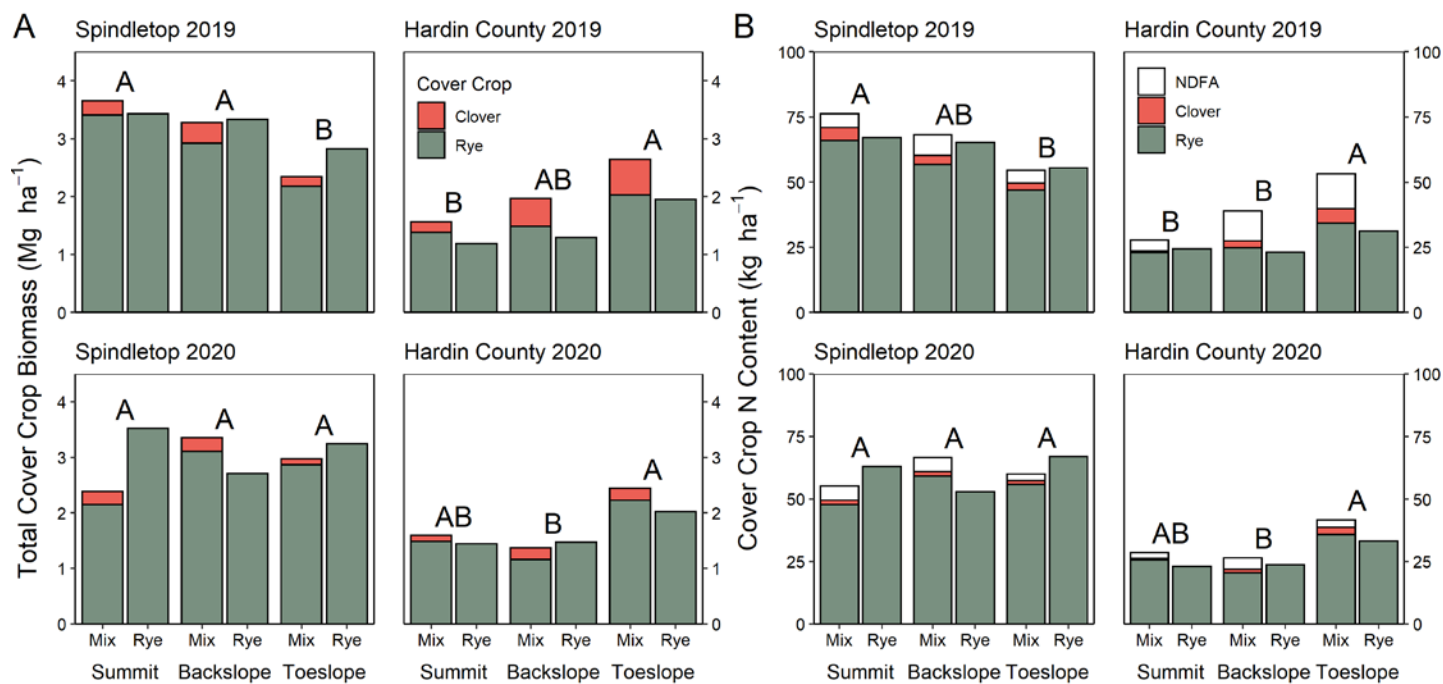 A
Spindletop 2019
Hardin County 2019
B
Spindletop 2019
Hardin County 2019
Total Cover Crop Biomass (Mg ha⁻¹)
4
3
2
1
0
A
A
B
Cover Crop
Clover
Rye
B
AB
A
4
3
2
1
0
Cover Crop N Content (kg ha⁻¹)
100
75
50
25
0
A
AB
B
NDFA
Clover
Rye
B
B
A
100
75
50
25
0
Spindletop 2020
Hardin County 2020
Spindletop 2020
Hardin County 2020
4
3
2
1
0
A
A
A
AB
B
A
4
3
2
1
0
100
75
50
25
0
A
A
A
AB
B
A
100
75
50
25
0
Mix Rye Mix Rye Mix Rye
Summit Backslope Toeslope
Mix Rye Mix Rye Mix Rye
Summit Backslope Toeslope
Mix Rye Mix Rye Mix Rye
Summit Backslope Toeslope
Mix Rye Mix Rye Mix Rye
Summit Backslope Toeslope